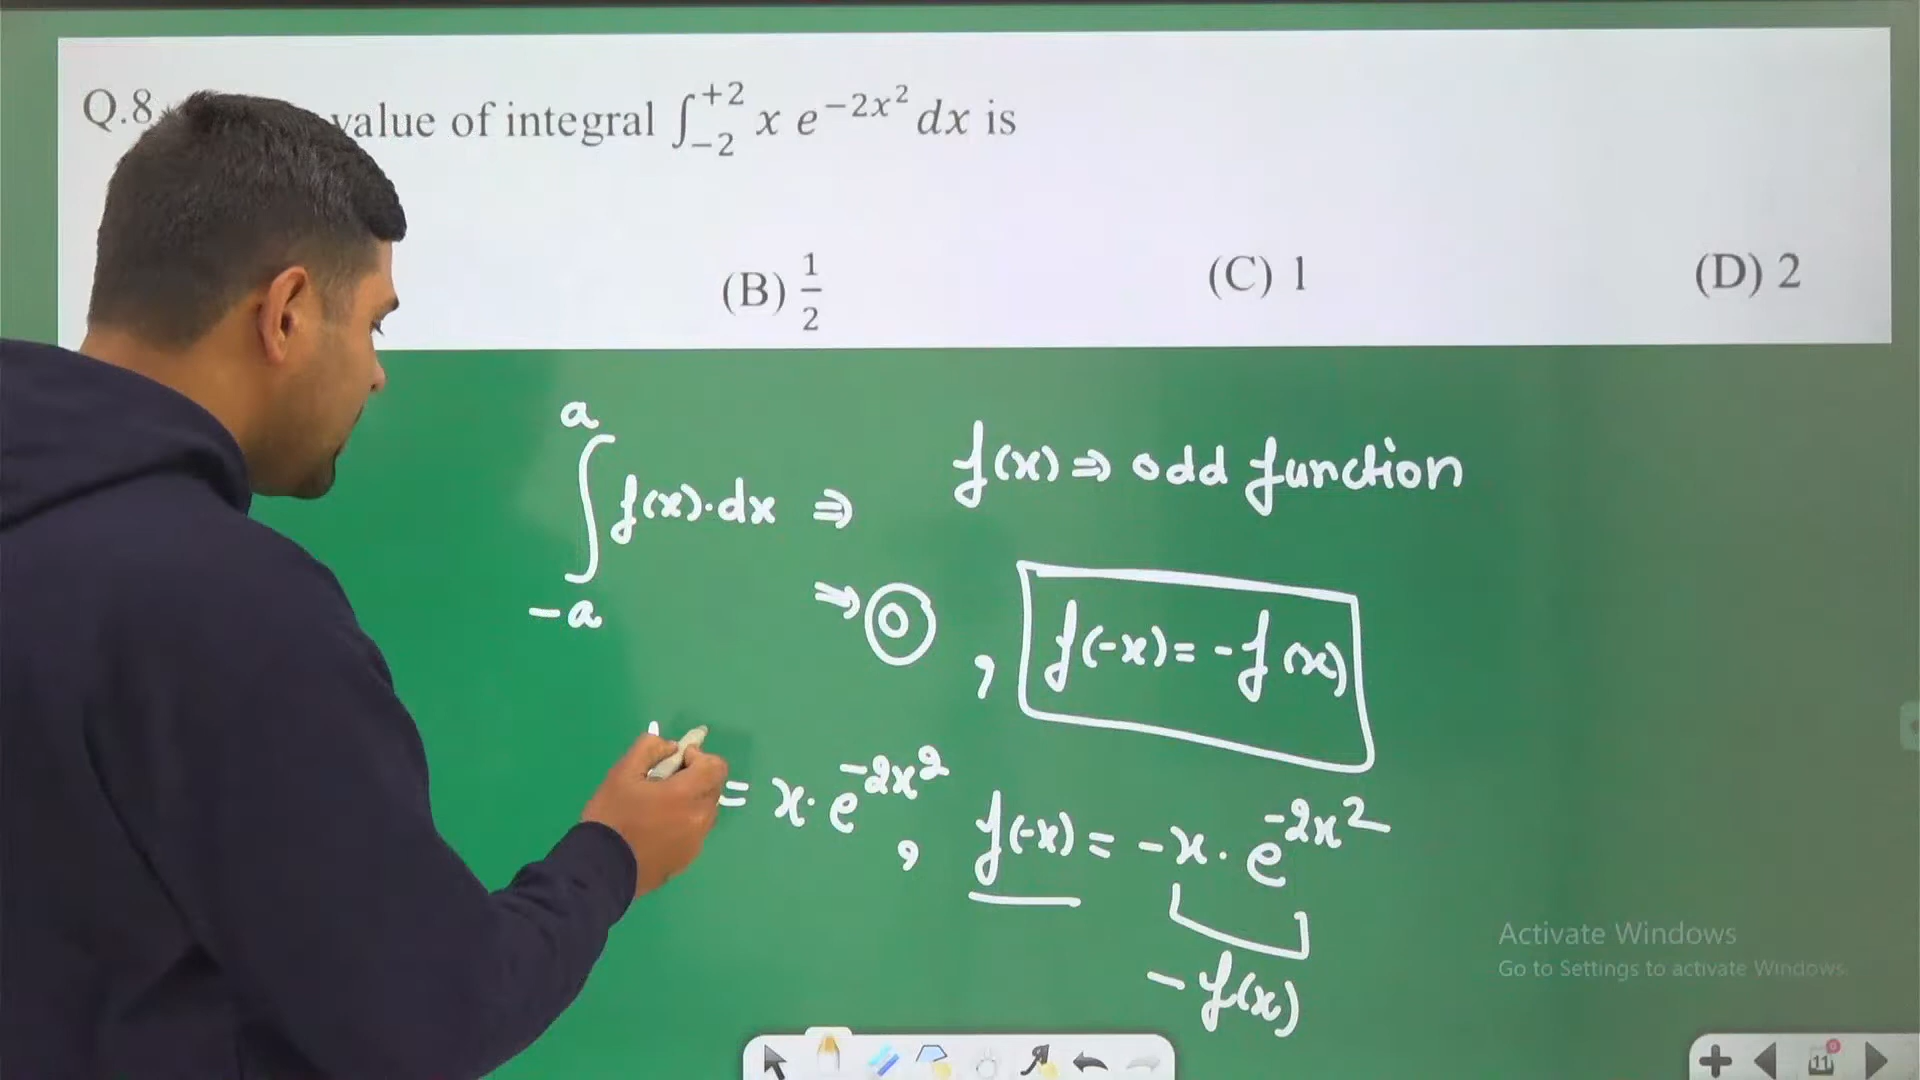 Q.8 value of integral ∫₋₂⁺² x e^{-2x²} dx is
(B) 1/2 (C) 1 (D) 2
∫₋ₐᵃ f(x)·dx ⇒ f(x) ⇒ odd function
⇒ 0 , f(-x) = -f(x)
= x· e^{-2x²} , f(-x) = -x· e^{-2x²}
-f(x)
Activate Windows
Go to Settings to activate Windows.
11